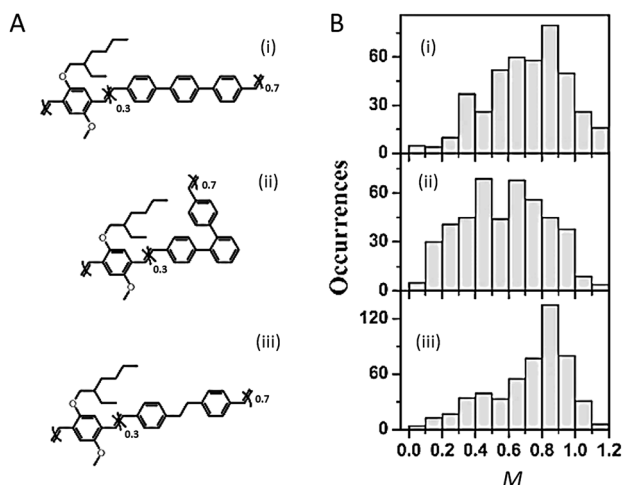 A
B
(i)
O
O
0.3
0.7
(ii)
0.7
O
O
0.3
(iii)
O
O
0.3
0.7
Occurrences
60
30
0
(i)
60
30
0
(ii)
120
60
0
(iii)
0.0 0.2 0.4 0.6 0.8 1.0 1.2
M